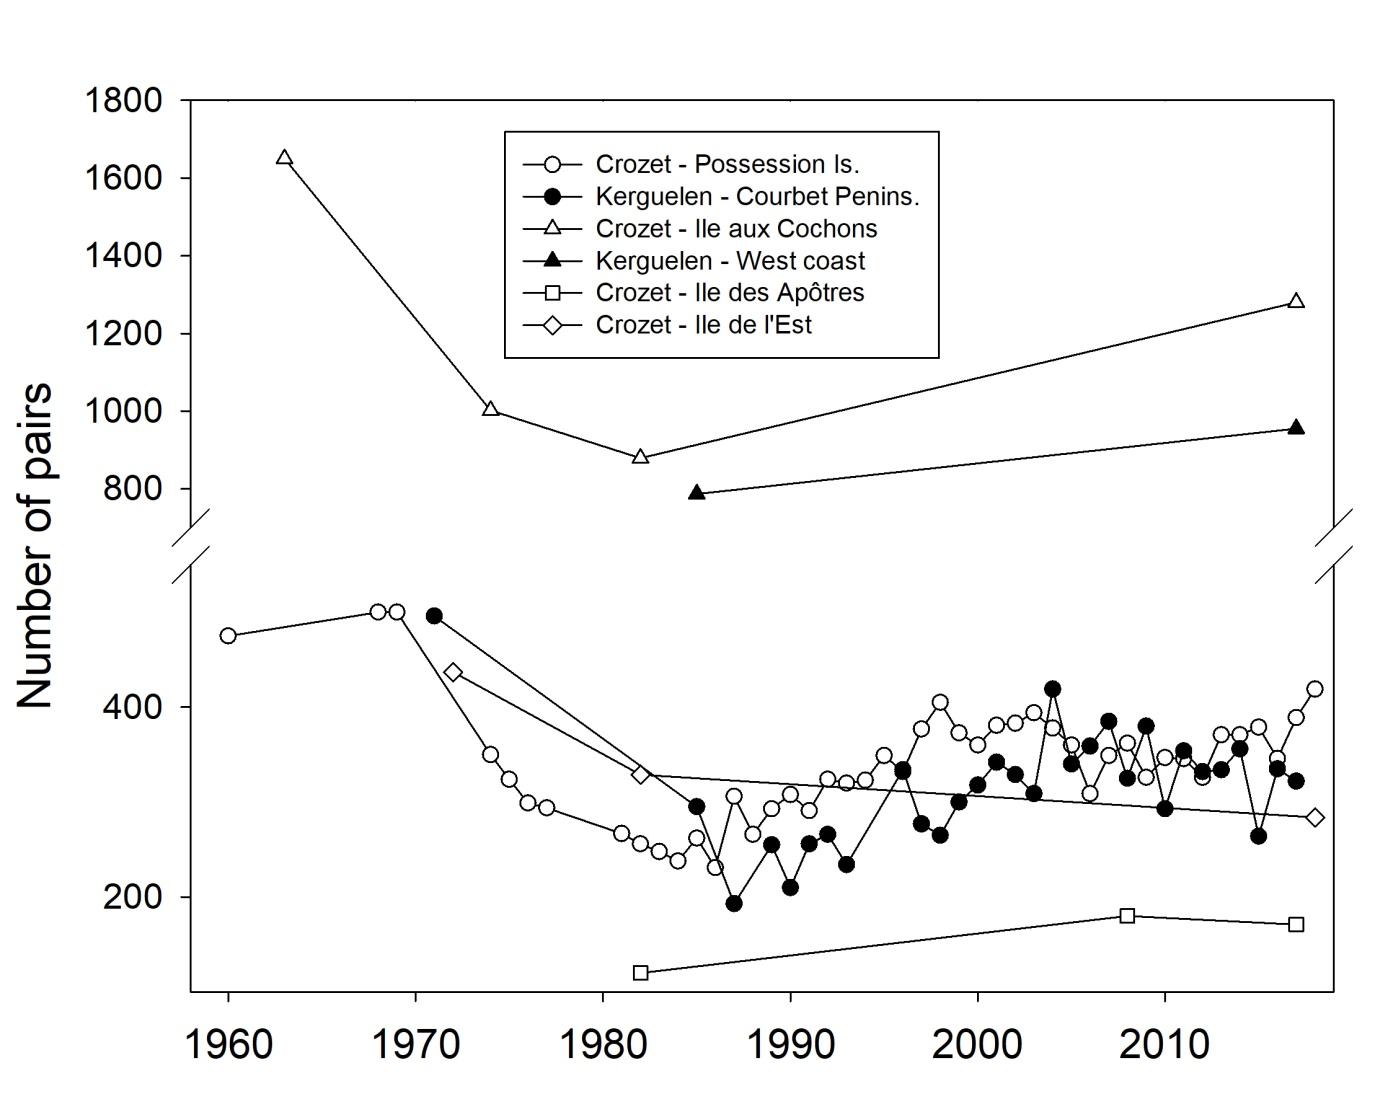 1800
1600
1400
1200
1000
800
400
200
Number of pairs
Crozet - Possession Is.
Kerguelen - Courbet Penins.
Crozet - Ile aux Cochons
Kerguelen - West coast
Crozet - Ile des Apôtres
Crozet - Ile de l'Est
1960 1970 1980 1990 2000 2010